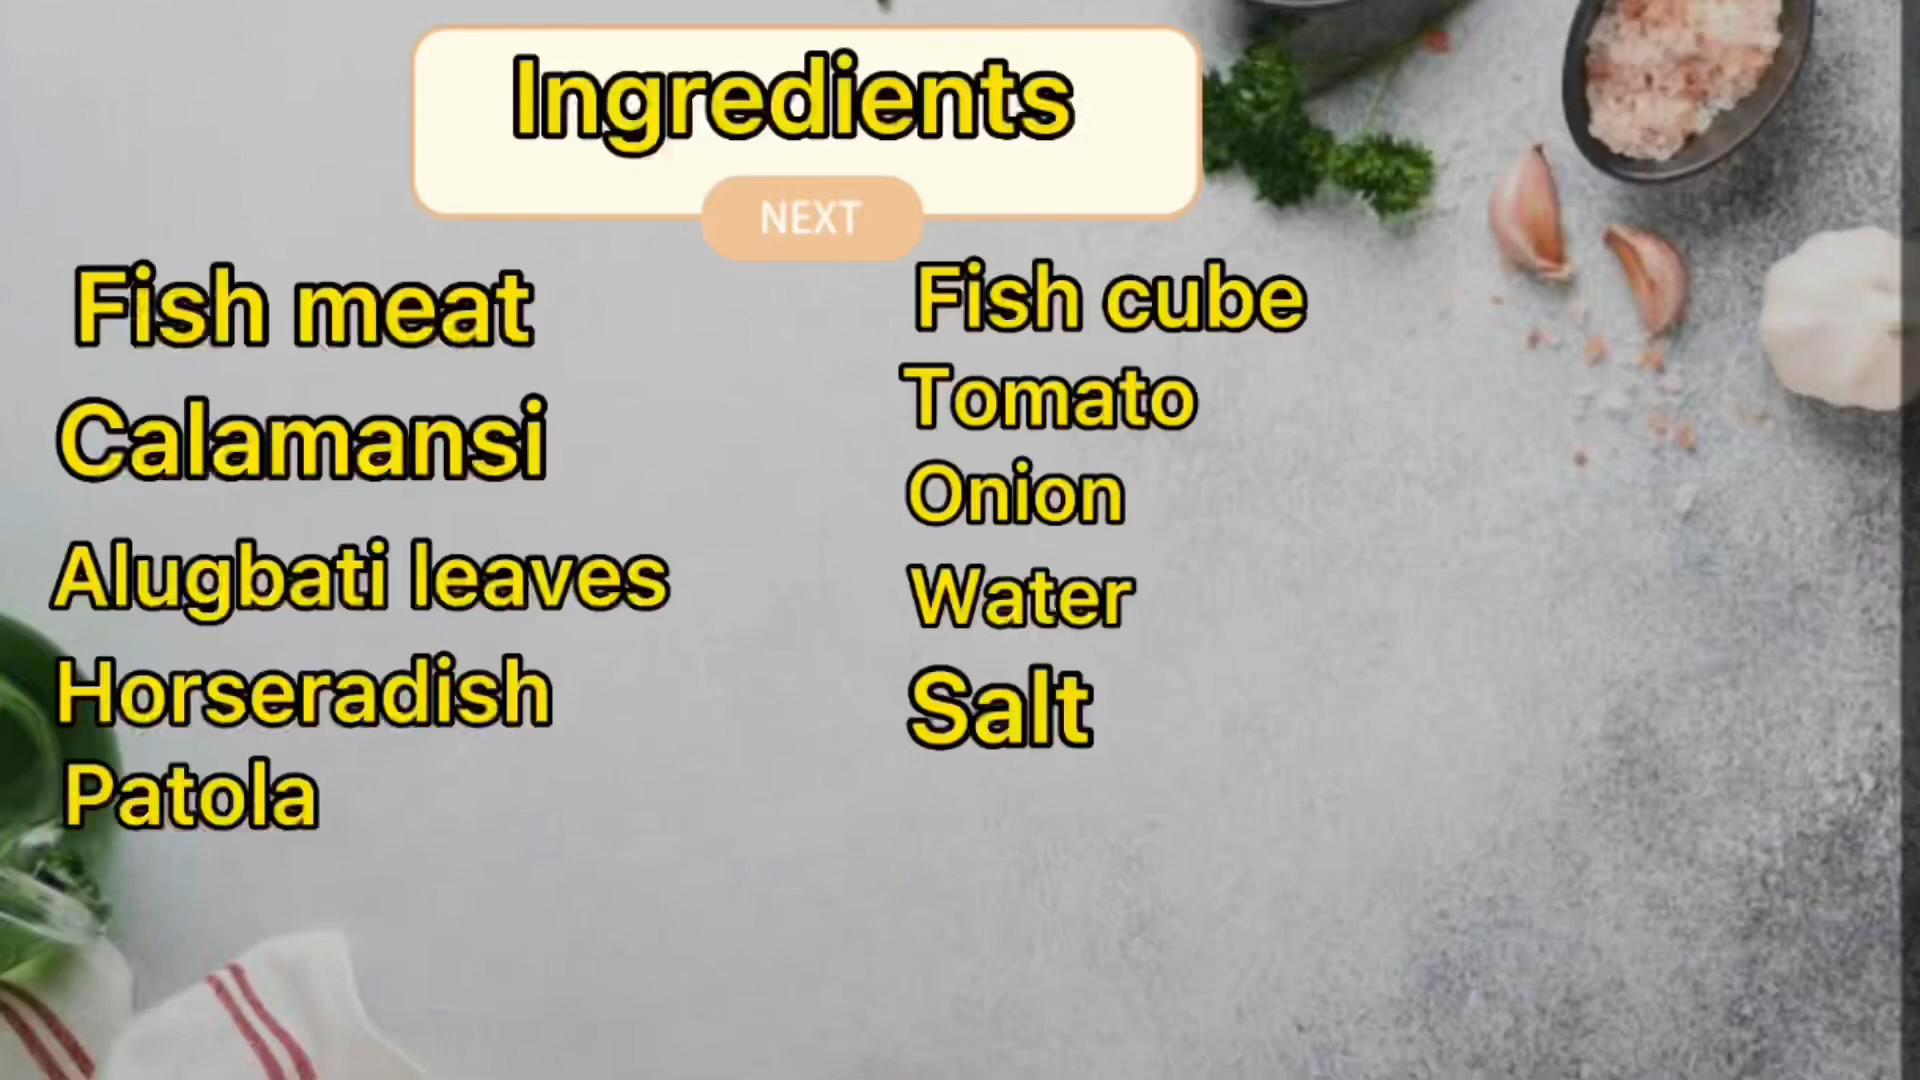 Ingredients
NEXT
Fish meat
Calamansi
Alugbati leaves
Horseradish
Patola
Fish cube
Tomato
Onion
Water
Salt